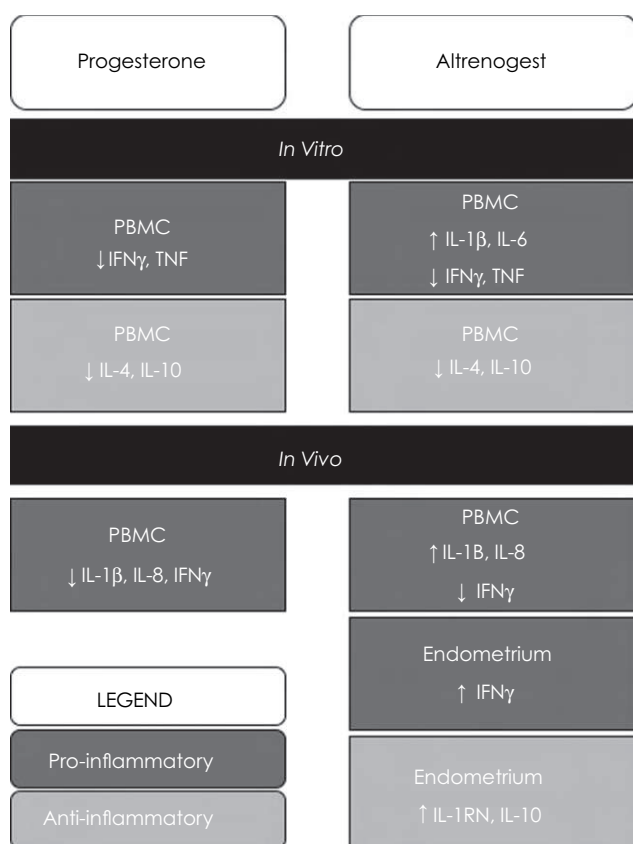 Progesterone
Altrenogest
In Vitro
PBMC
↓IFNγ, TNF
PBMC
↑ IL-1β, IL-6
↓ IFNγ, TNF
PBMC
↓ IL-4, IL-10
PBMC
↓ IL-4, IL-10
In Vivo
PBMC
↓ IL-1β, IL-8, IFNγ
PBMC
↑ IL-1B, IL-8
↓ IFNγ
Endometrium
↑ IFNγ
Endometrium
↑ IL-1RN, IL-10
LEGEND
Pro-inflammatory
Anti-inflammatory